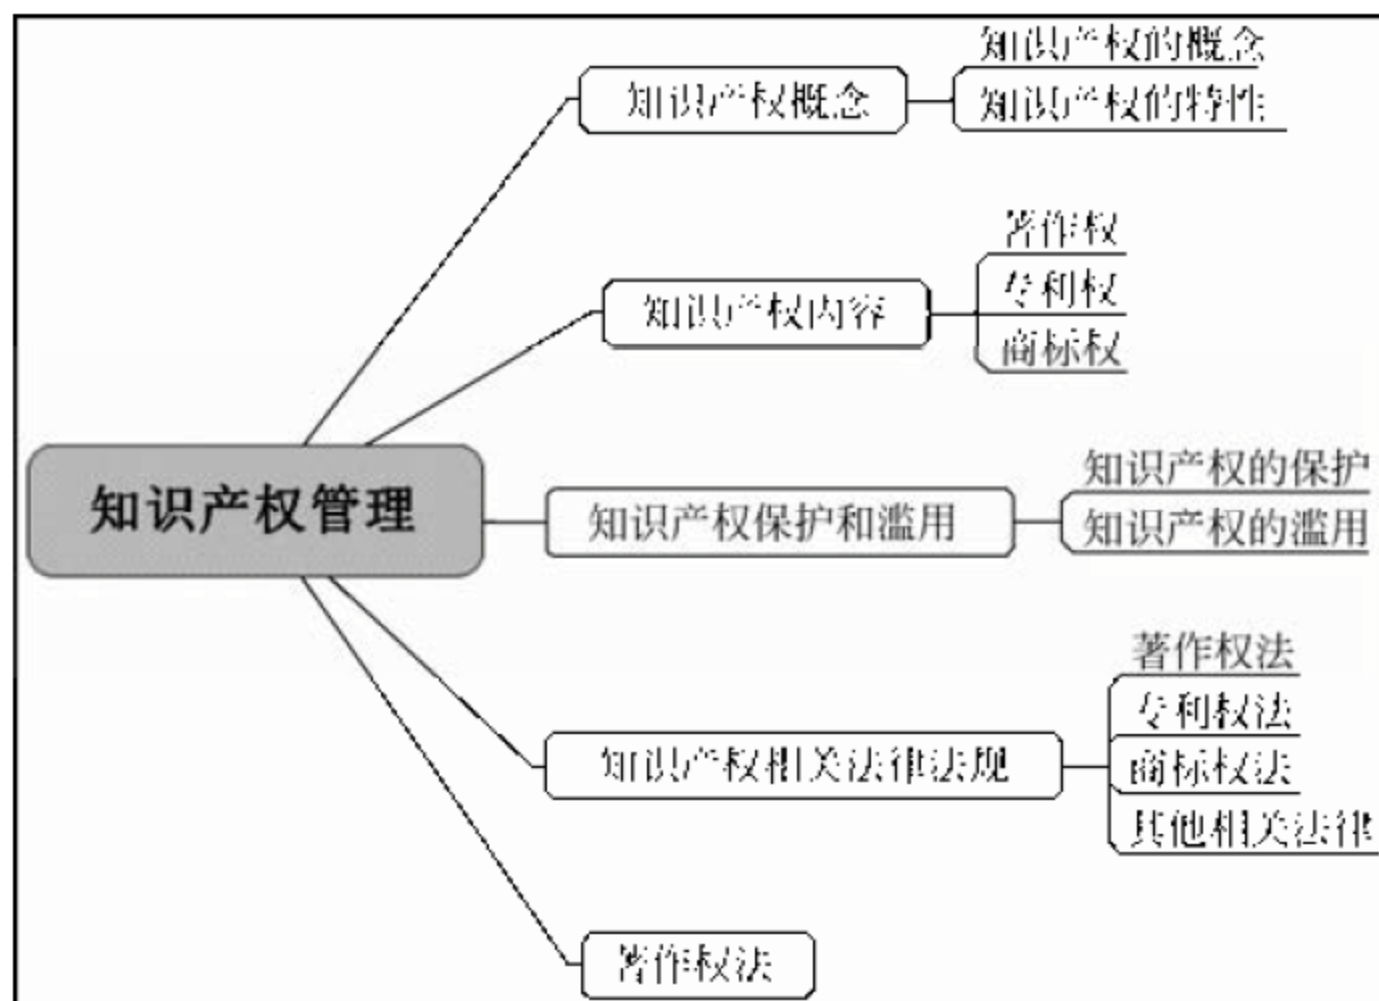 知识产权管理
知识产权概念
知识产权的概念
知识产权的特性
知识产权内容
著作权
专利权
商标权
知识产权保护和滥用
知识产权的保护
知识产权的滥用
知识产权相关法律法规
著作权法
专利权法
商标权法
其他相关法律
著作权法